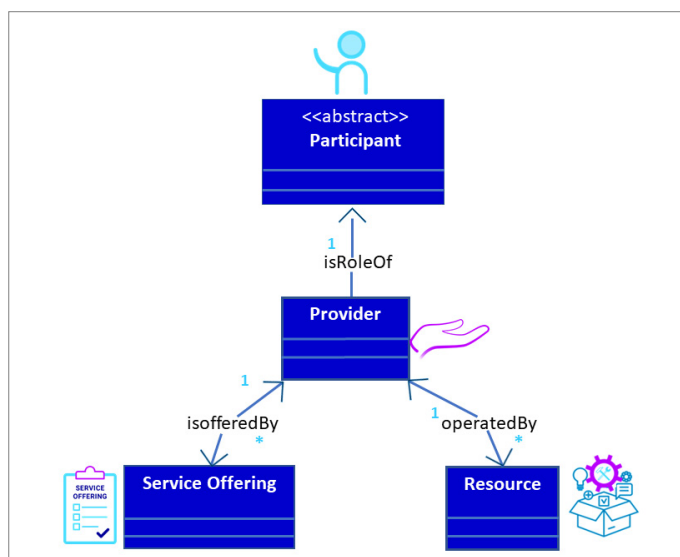 <<abstract>>
Participant
1
isRoleOf
Provider
1
isofferedBy
*
1
operatedBy
*
SERVICE
OFFERING
Service Offering
Resource